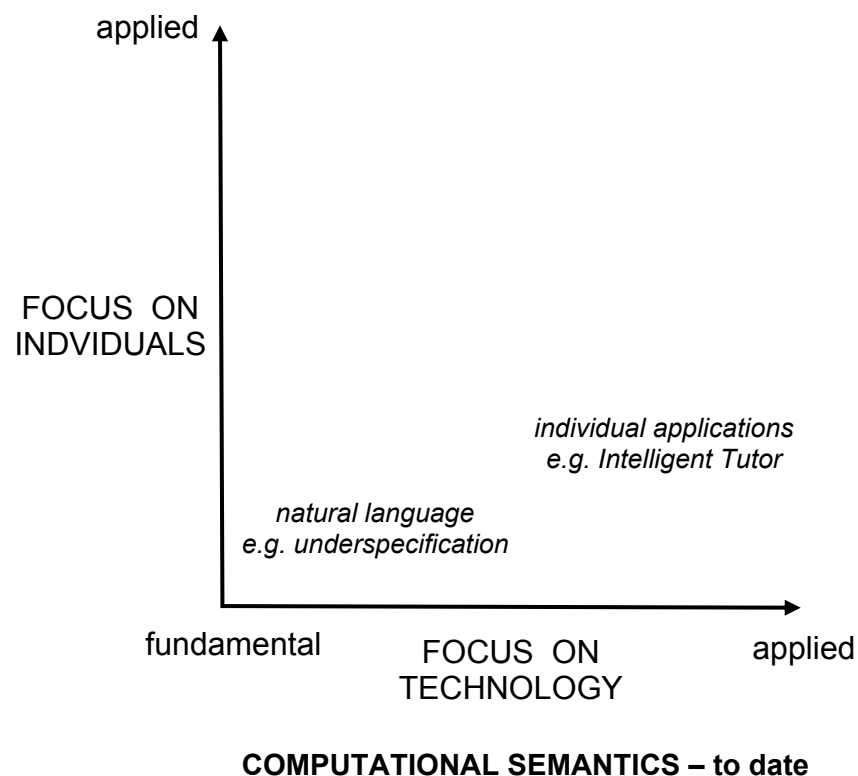 applied
FOCUS ON
INDVIDUALS
individual applications
e.g. Intelligent Tutor
natural language
e.g. underspecification
fundamental
FOCUS ON
TECHNOLOGY
applied
COMPUTATIONAL SEMANTICS – to date